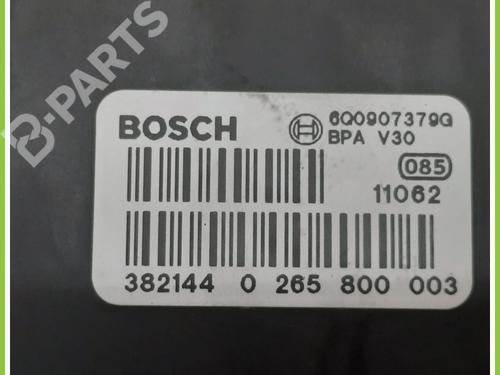 B-PARTS
BOSCH
6Q0907379G
BPA V30
085
11062
382144 0 265 800 003